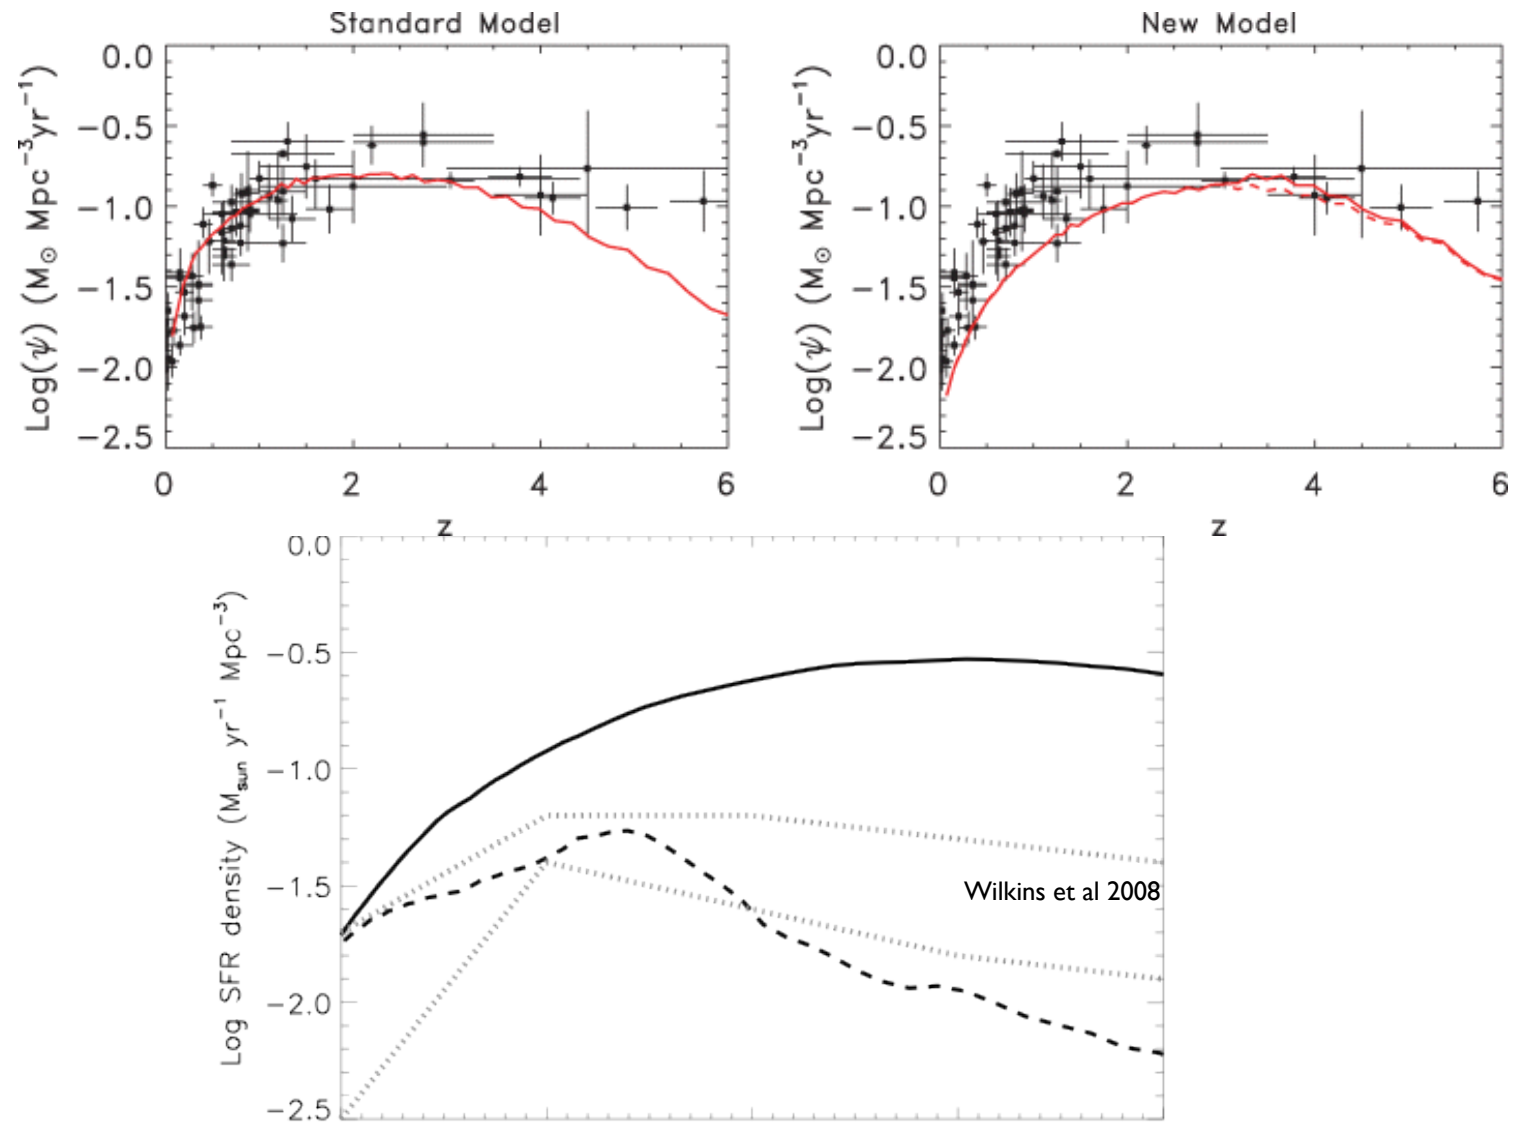 Standard Model
New Model
Log(ψ) (M⊙ Mpc−3yr−1)
0.0
−0.5
−1.0
−1.5
−2.0
−2.5
0 2 4 6
z
Log(ψ) (M⊙ Mpc−3yr−1)
0.0
−0.5
−1.0
−1.5
−2.0
−2.5
0 2 4 6
z
Log SFR density (Msun yr−1 Mpc−3)
0.0
−0.5
−1.0
−1.5
−2.0
−2.5
Wilkins et al 2008